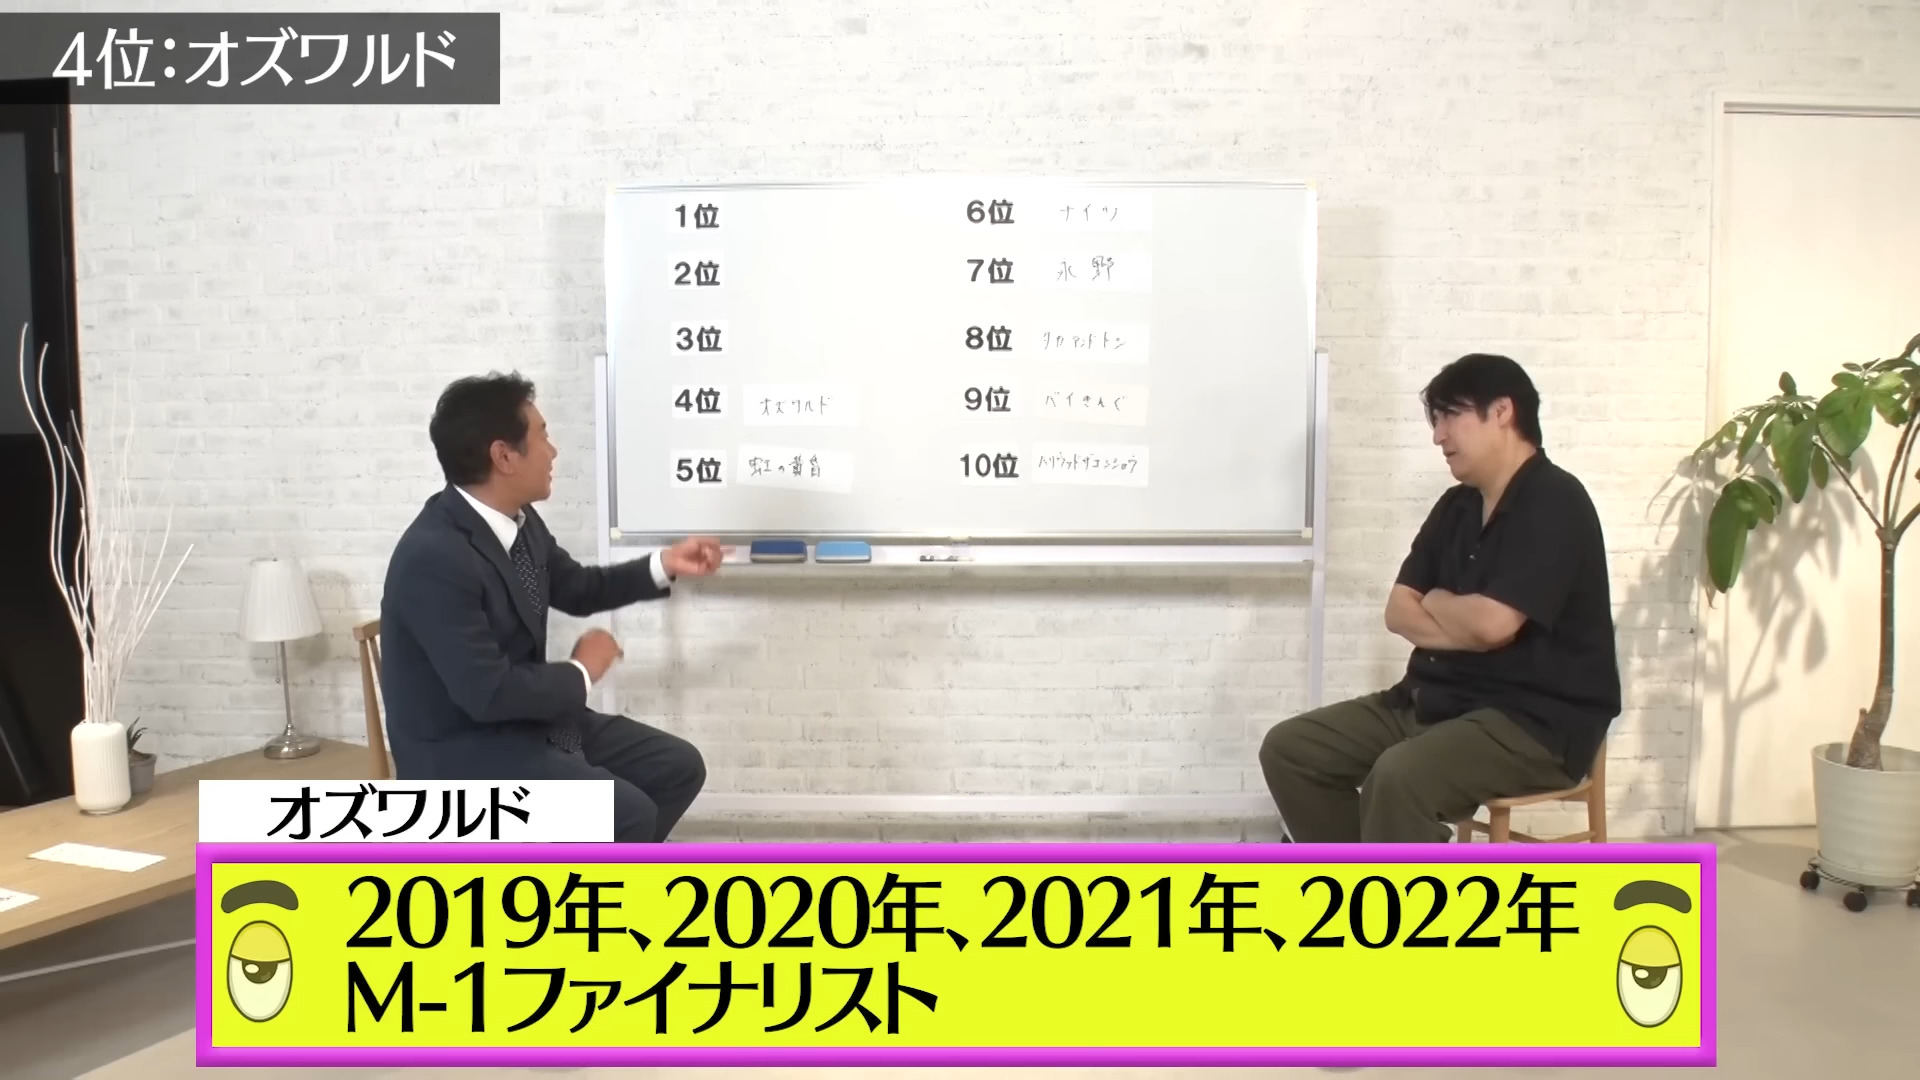 4位：オズワルド
1位
2位
3位
4位 オズワルド
5位 虹の黄昏
6位 ナイツ
7位 永野
8位 タカアンドトシ
9位 バイきんぐ
10位 ハリウッドザコシショウ
オズワルド
2019年、2020年、2021年、2022年
M-1ファイナリスト